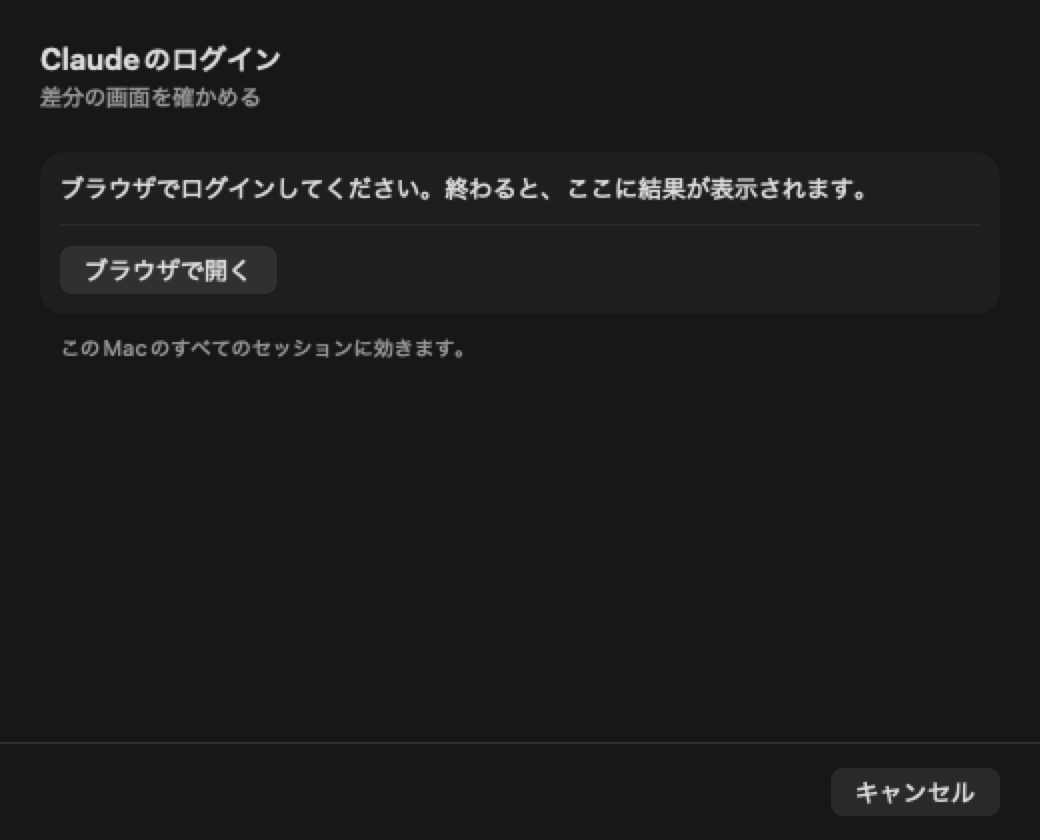 Claudeのログイン
差分の画面を確かめる
ブラウザでログインしてください。終わると、ここに結果が表示されます。
ブラウザで開く
このMacのすべてのセッションに効きます。
キャンセル